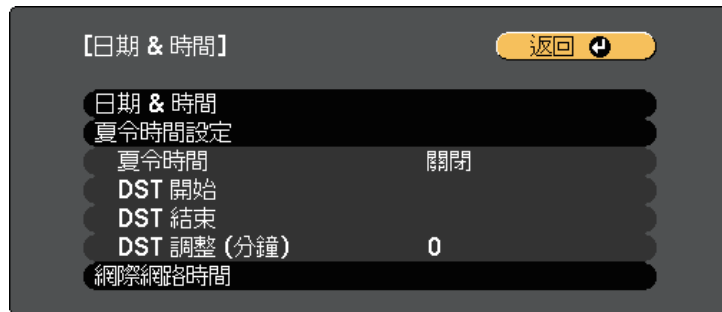 [日期 & 時間]
返回
日期 & 時間
夏令時間設定
夏令時間 關閉
DST 開始
DST 結束
DST 調整 (分鐘) 0
網際網路時間